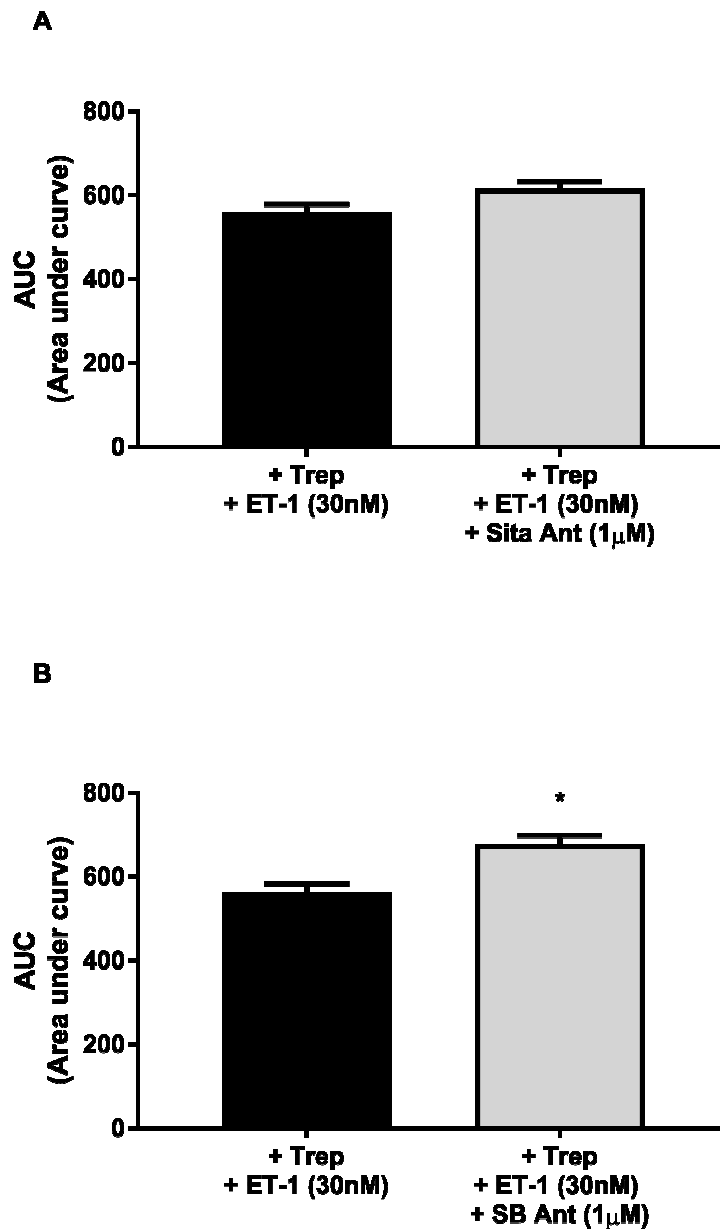 A
800
600
400
200
0
AUC
(Area under curve)
+ Trep
+ ET-1 (30nM)
+ Trep
+ ET-1 (30nM)
+ Sita Ant (1μM)
B
800
600
400
200
0
AUC
(Area under curve)
*
+ Trep
+ ET-1 (30nM)
+ Trep
+ ET-1 (30nM)
+ SB Ant (1μM)